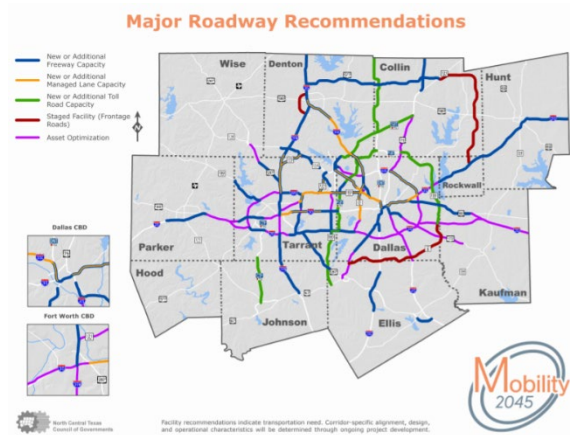 Major Roadway Recommendations
New or Additional
Freeway Capacity
New or Additional
Managed Lane Capacity
New or Additional Toll
Road Capacity
Staged Facility (Frontage
Roads)
Asset Optimization
N
Wise
Denton
Collin
Hunt
Rockwall
Parker
Tarrant
Dallas
Hood
Kaufman
Johnson
Ellis
Dallas CBD
Fort Worth CBD
Mobility
2045
North Central Texas
Council of Governments
Facility recommendations indicate transportation need. Corridor-specific alignment, design,
and operational characteristics will be determined through ongoing project development.